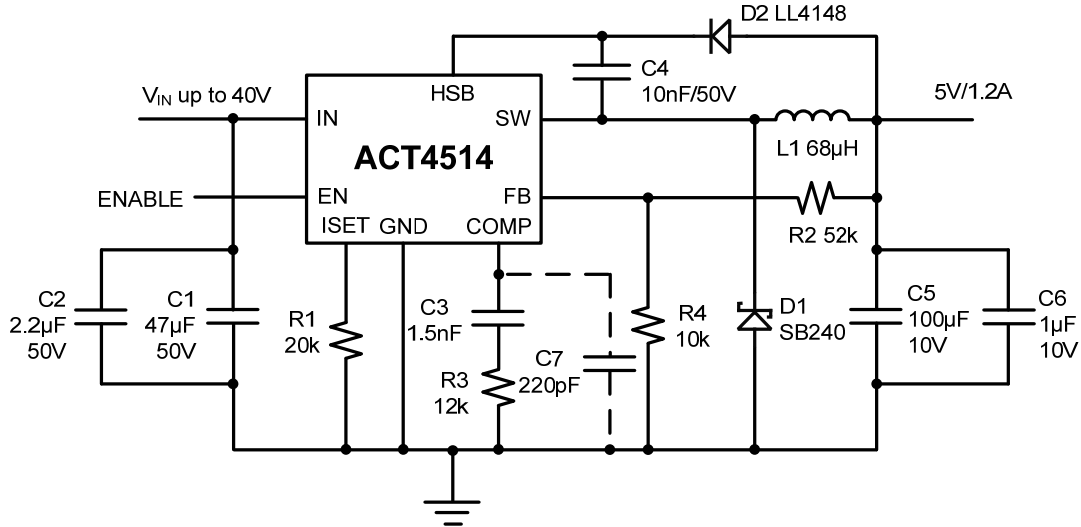 D2 LL4148
C4
10nF/50V
V_IN up to 40V
HSB
5V/1.2A
IN
SW
L1 68µH
ACT4514
ENABLE
EN
FB
ISET
GND
COMP
R2 52k
C2
2.2µF
50V
C1
47µF
50V
R1
20k
C3
1.5nF
R3
12k
C7
220pF
R4
10k
D1
SB240
C5
100µF
10V
C6
1µF
10V